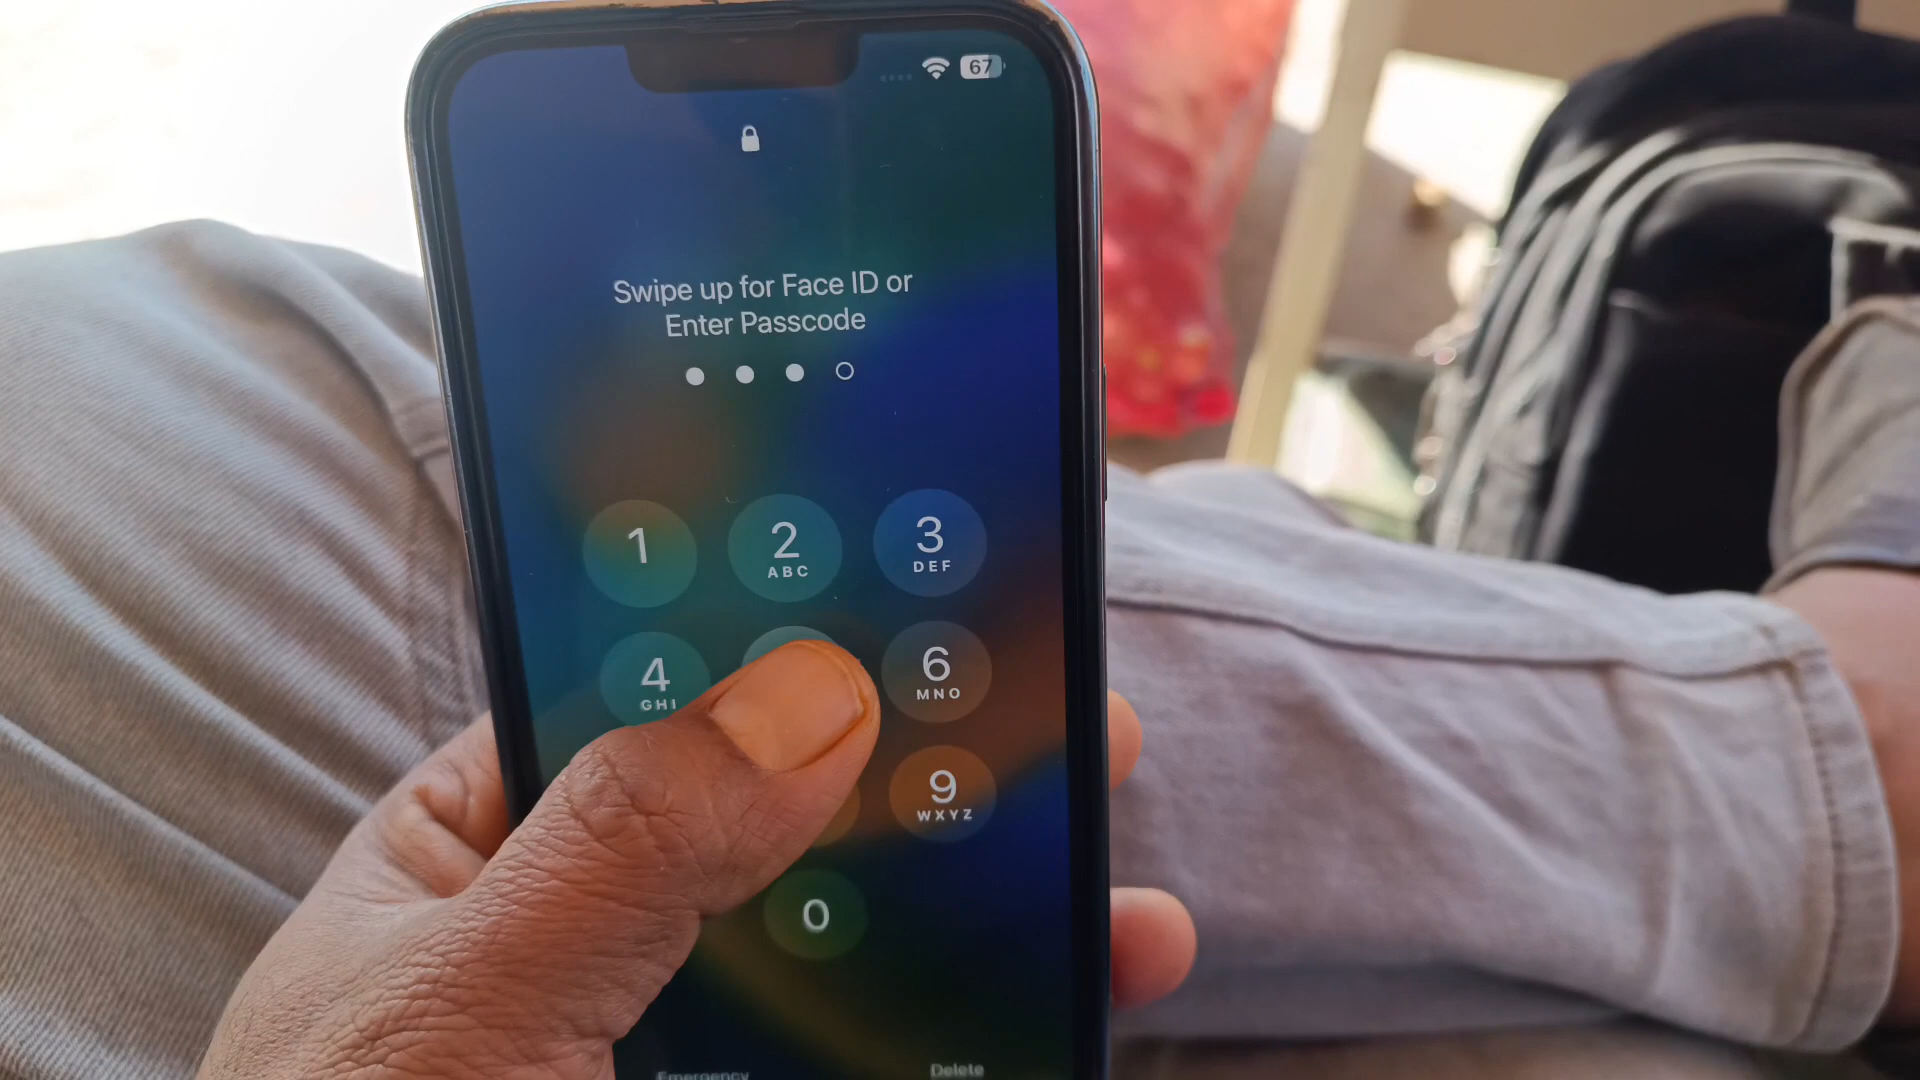 67
Swipe up for Face ID or
Enter Passcode
1
2
ABC
3
DEF
4
GHI
6
MNO
9
WXYZ
0
Emergency
Delete